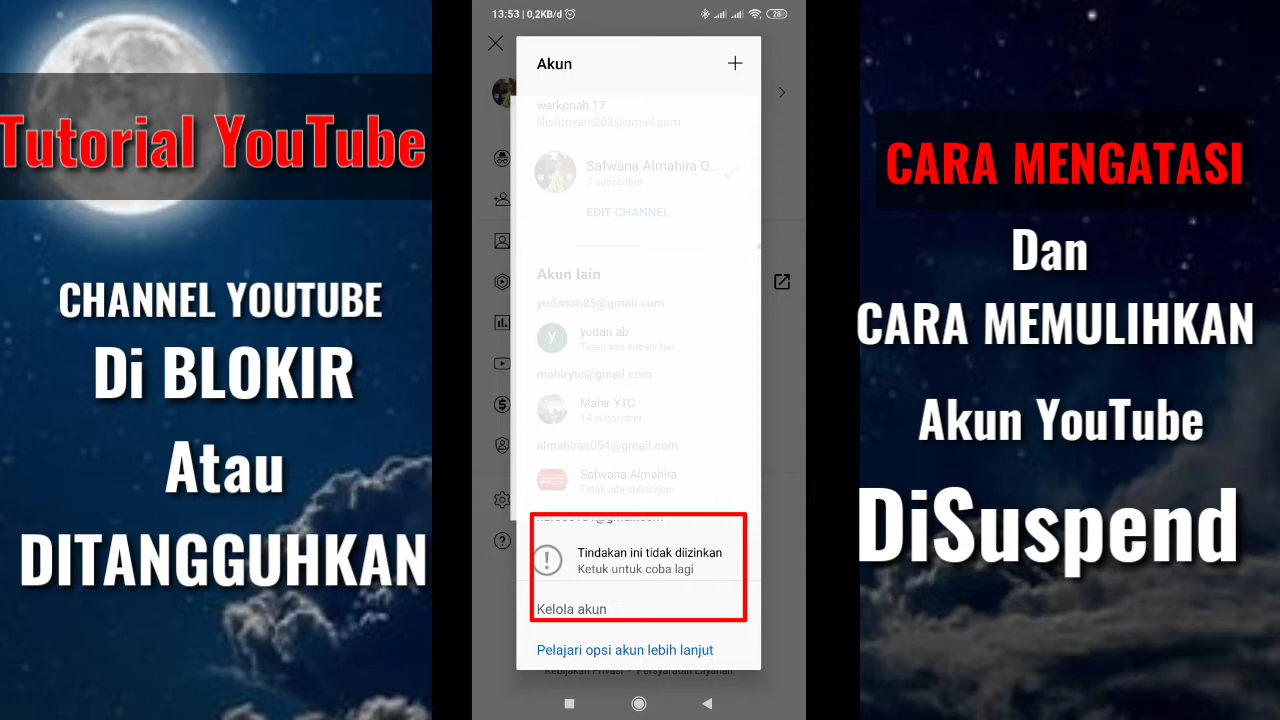 Tutorial YouTube
CHANNEL YOUTUBE
Di BLOKIR
Atau
DITANGGUHKAN
13:53 | 0,2KB/d
28
Akun
warkonah 17
lilisfitriyani202@gmail.com
Safwana Almahira O...
7 subscriber
EDIT CHANNEL
Akun lain
yudanab85@gmail.com
y
yudan ab
Tidak ada subscriber
mahirytc@gmail.com
Mahir YTC
14 subscriber
almahiras054@gmail.com
Safwana Almahira
Tidak ada subscriber
Tindakan ini tidak diizinkan
Ketuk untuk coba lagi
Kelola akun
Pelajari opsi akun lebih lanjut
Kebijakan Privasi • Persyaratan Layanan
CARA MENGATASI
Dan
CARA MEMULIHKAN
Akun YouTube
DiSuspend